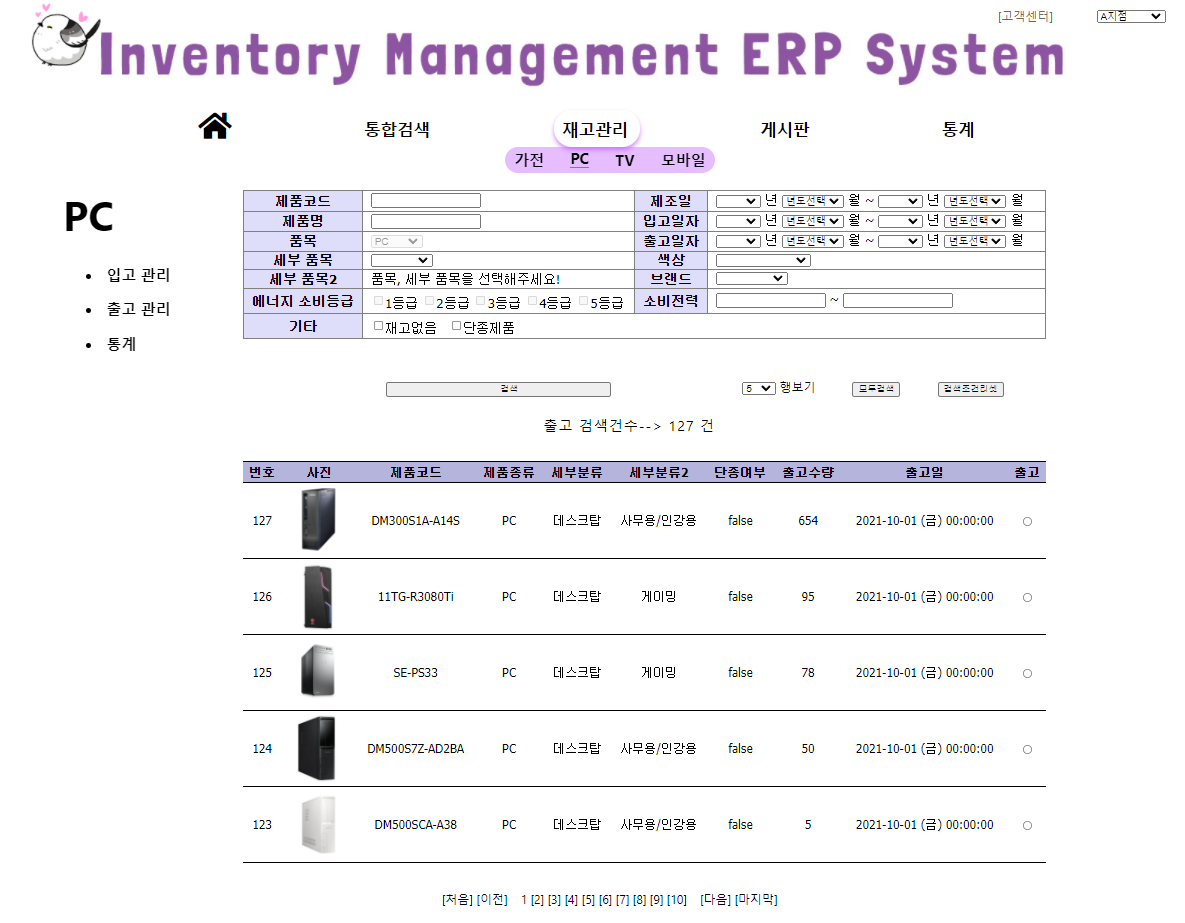 [고객센터] A지점
Inventory Management ERP System
통합검색 재고관리 게시판 통계
가전 PC TV 모바일
PC
입고 관리
출고 관리
통계
제품코드 제조일 년 년도선택 월 ~ 년 년도선택 월
제품명 입고일자 년 년도선택 월 ~ 년 년도선택 월
품목 PC 출고일자 년 년도선택 월 ~ 년 년도선택 월
세부 품목 색상
세부 품목2 품목, 세부 품목을 선택해주세요! 브랜드
에너지 소비등급 1등급 2등급 3등급 4등급 5등급 소비전력 ~
기타 재고없음 단종제품
검색 5 행보기 모두검색 검색조건리셋
출고 검색건수--> 127 건
번호 사진 제품코드 제품종류 세부분류 세부분류2 단종여부 출고수량 출고일 출고
127 DM300S1A-A14S PC 데스크탑 사무용/인강용 false 654 2021-10-01 (금) 00:00:00
126 11TG-R3080Ti PC 데스크탑 게이밍 false 95 2021-10-01 (금) 00:00:00
125 SE-PS33 PC 데스크탑 게이밍 false 78 2021-10-01 (금) 00:00:00
124 DM500S7Z-AD2BA PC 데스크탑 사무용/인강용 false 50 2021-10-01 (금) 00:00:00
123 DM500SCA-A38 PC 데스크탑 사무용/인강용 false 5 2021-10-01 (금) 00:00:00
[처음] [이전] 1 [2] [3] [4] [5] [6] [7] [8] [9] [10] [다음] [마지막]